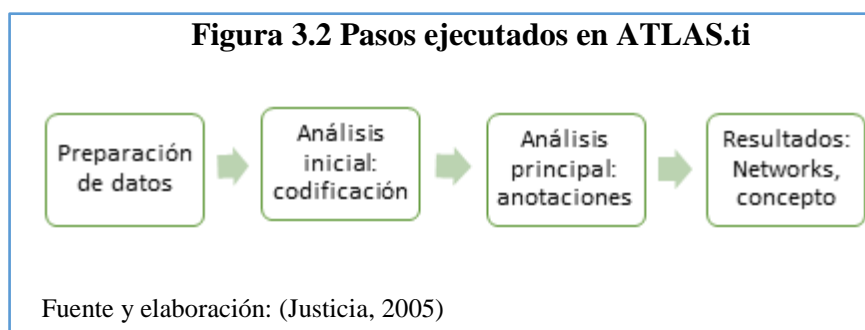 Figura 3.2 Pasos ejecutados en ATLAS.ti
Preparación
de datos
Análisis
inicial:
codificación
Análisis
principal:
anotaciones
Resultados:
Networks,
concepto
Fuente y elaboración: (Justicia, 2005)